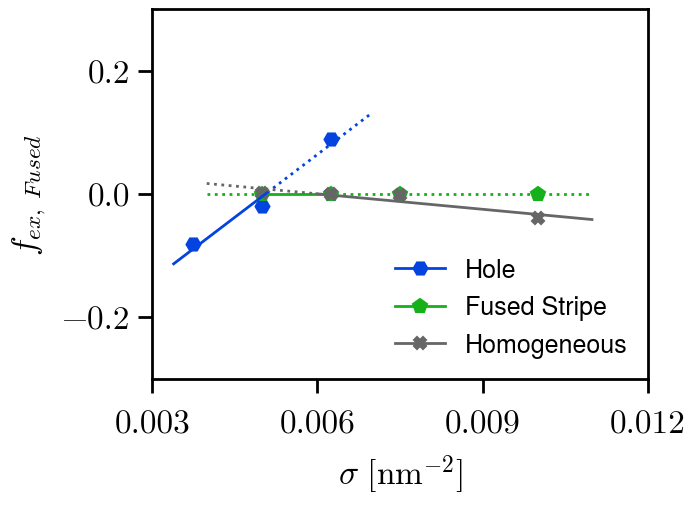 0.2
0.0
−0.2
f_{ex, Fused}
Hole
Fused Stripe
Homogeneous
0.003 0.006 0.009 0.012
σ [nm⁻²]